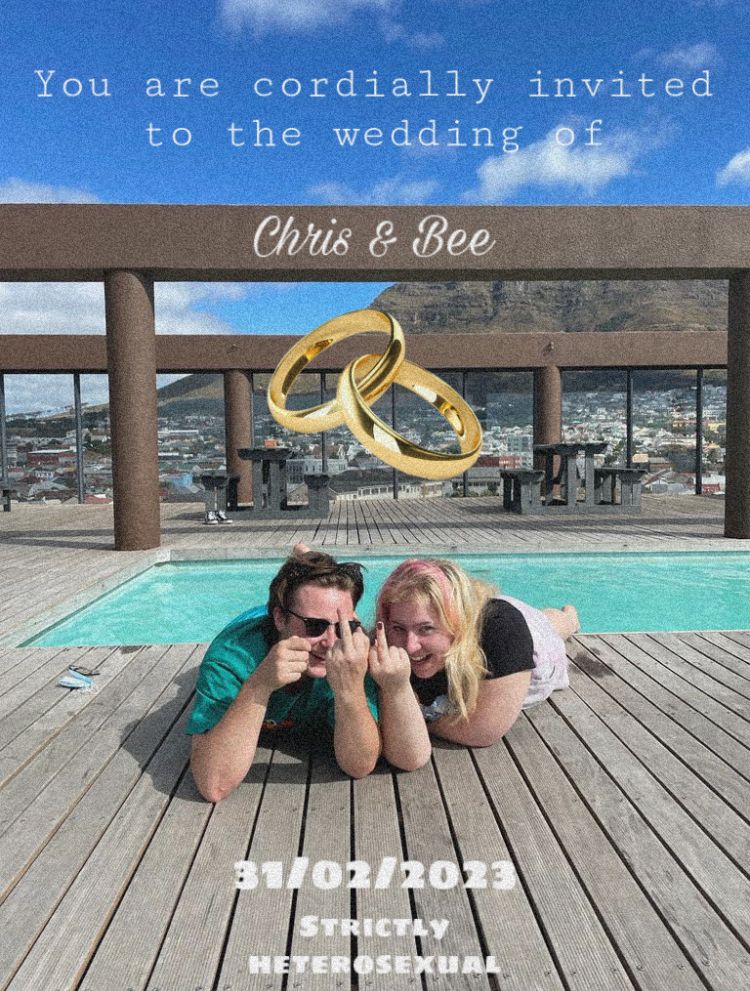 You are cordially invited
to the wedding of
Chris & Bee
31/02/2023
Strictly
heterosexual